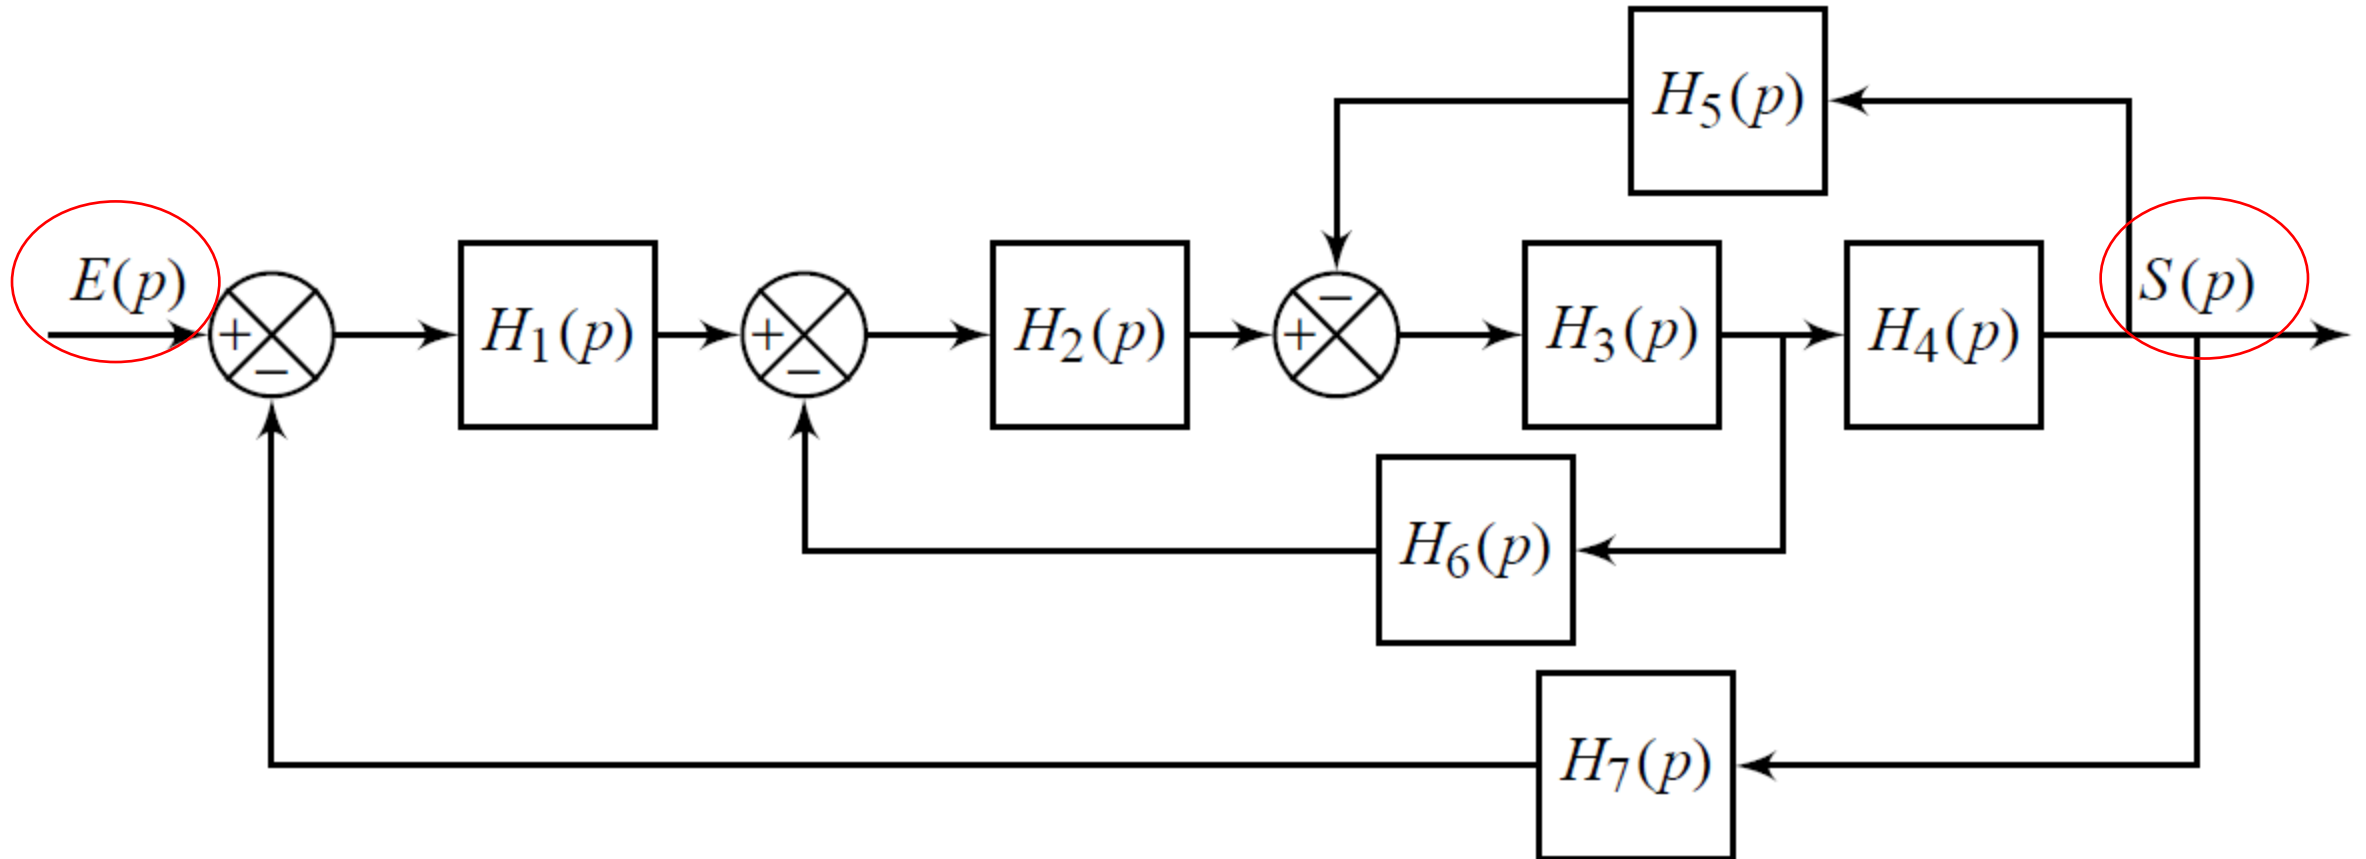 H5(p)
E(p)
S(p)
+
−
H1(p)
+
−
H2(p)
+
−
H3(p)
H4(p)
H6(p)
H7(p)